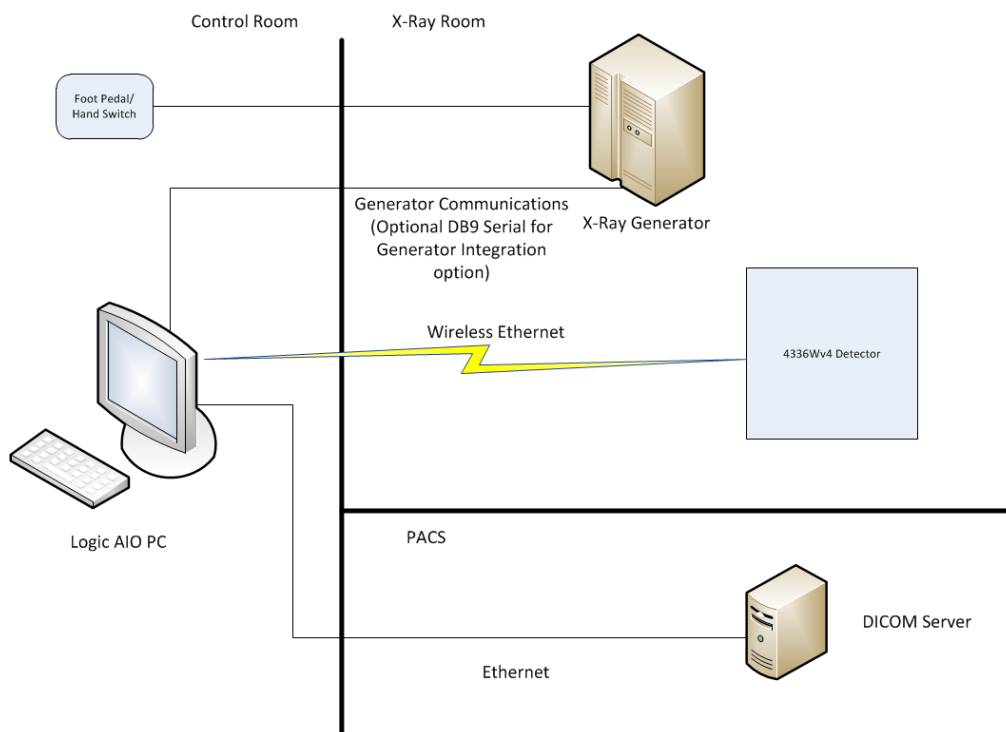 Control Room
X-Ray Room
Foot Pedal/
Hand Switch
Generator Communications
(Optional DB9 Serial for
Generator Integration
option)
X-Ray Generator
Wireless Ethernet
4336Wv4 Detector
Logic AIO PC
PACS
DICOM Server
Ethernet